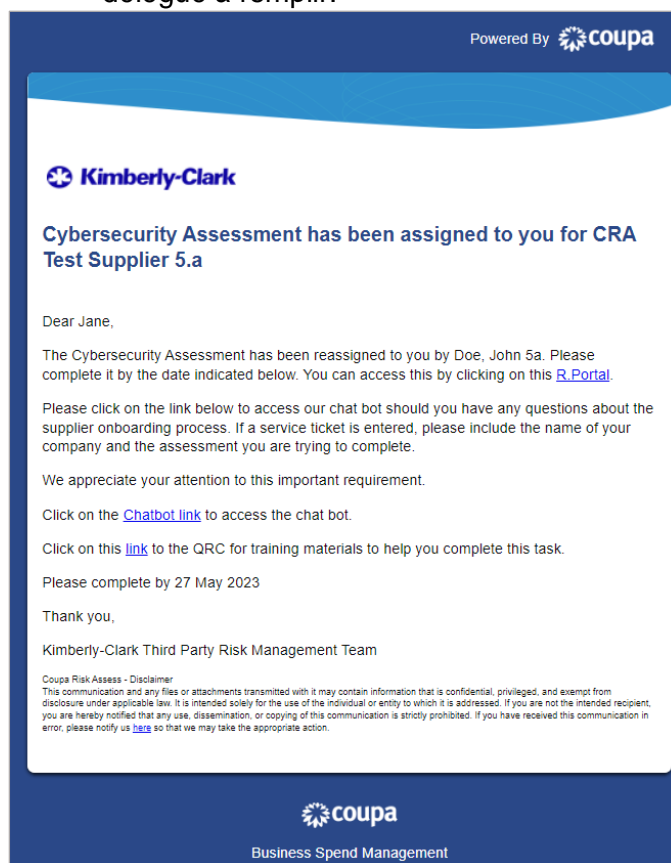 délégué à remplir.
Powered By coupa
Kimberly-Clark
Cybersecurity Assessment has been assigned to you for CRA
Test Supplier 5.a
Dear Jane,
The Cybersecurity Assessment has been reassigned to you by Doe, John 5a. Please
complete it by the date indicated below. You can access this by clicking on this R.Portal.
Please click on the link below to access our chat bot should you have any questions about the
supplier onboarding process. If a service ticket is entered, please include the name of your
company and the assessment you are trying to complete.
We appreciate your attention to this important requirement.
Click on the Chatbot link to access the chat bot.
Click on this link to the QRC for training materials to help you complete this task.
Please complete by 27 May 2023
Thank you,
Kimberly-Clark Third Party Risk Management Team
Coupa Risk Assess - Disclaimer
This communication and any files or attachments transmitted with it may contain information that is confidential, privileged, and exempt from
disclosure under applicable law. It is intended solely for the use of the individual or entity to which it is addressed. If you are not the intended recipient,
you are hereby notified that any use, dissemination, or copying of this communication is strictly prohibited. If you have received this communication in
error, please notify us here so that we may take the appropriate action.
coupa
Business Spend Management